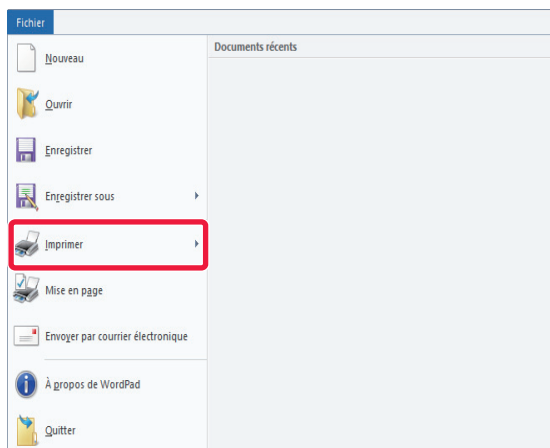 Fichier
Documents récents
Nouveau
Ouvrir
Enregistrer
Enregistrer sous
Imprimer
Mise en page
Envoyer par courrier électronique
À propos de WordPad
Quitter